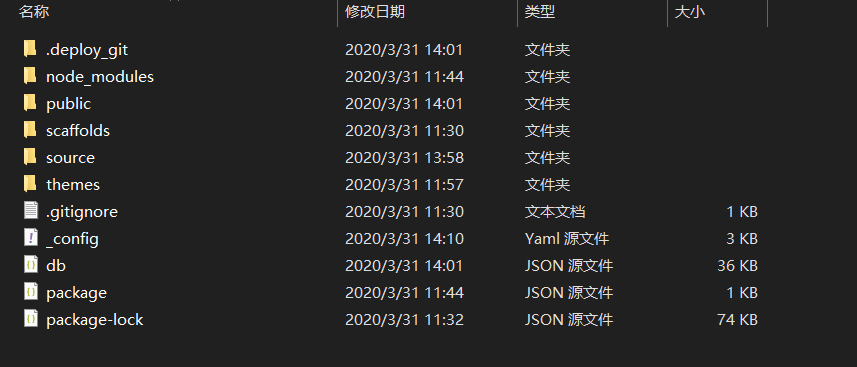 名称 修改日期 类型 大小
.deploy_git 2020/3/31 14:01 文件夹
node_modules 2020/3/31 11:44 文件夹
public 2020/3/31 14:01 文件夹
scaffolds 2020/3/31 11:30 文件夹
source 2020/3/31 13:58 文件夹
themes 2020/3/31 11:57 文件夹
.gitignore 2020/3/31 11:30 文本文档 1 KB
_config 2020/3/31 14:10 Yaml 源文件 3 KB
db 2020/3/31 14:01 JSON 源文件 36 KB
package 2020/3/31 11:44 JSON 源文件 1 KB
package-lock 2020/3/31 11:32 JSON 源文件 74 KB